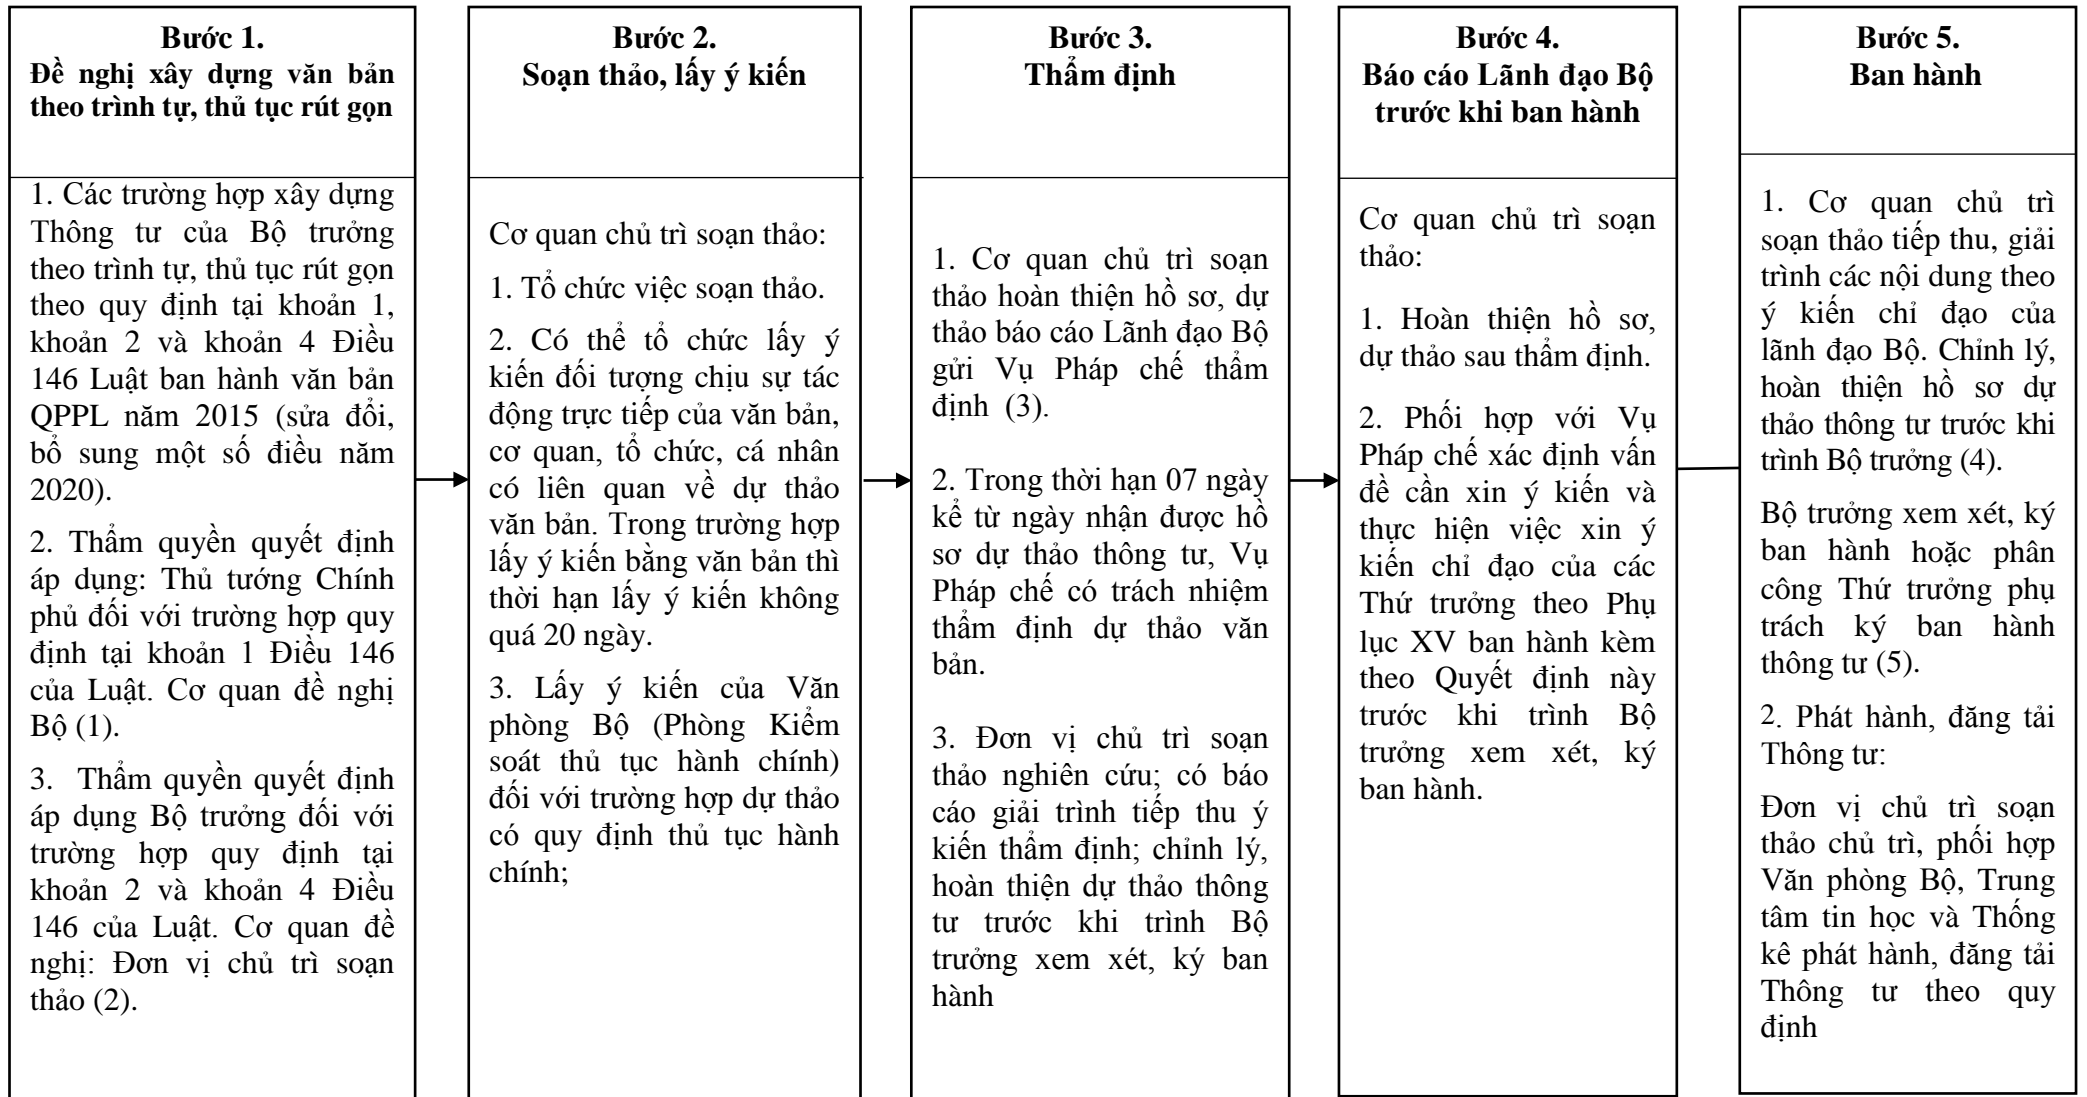 Bước 1.
Đề nghị xây dựng văn bản
theo trình tự, thủ tục rút gọn
1. Các trường hợp xây dựng
Thông tư của Bộ trưởng
theo trình tự, thủ tục rút gọn
theo quy định tại khoản 1,
khoản 2 và khoản 4 Điều
146 Luật ban hành văn bản
QPPL năm 2015 (sửa đổi,
bổ sung một số điều năm
2020).
2. Thẩm quyền quyết định
áp dụng: Thủ tướng Chính
phủ đối với trường hợp quy
định tại khoản 1 Điều 146
của Luật. Cơ quan đề nghị
Bộ (1).
3. Thẩm quyền quyết định
áp dụng Bộ trưởng đối với
trường hợp quy định tại
khoản 2 và khoản 4 Điều
146 của Luật. Cơ quan đề
nghị: Đơn vị chủ trì soạn
thảo (2).
Bước 2.
Soạn thảo, lấy ý kiến
Cơ quan chủ trì soạn thảo:
1. Tổ chức việc soạn thảo.
2. Có thể tổ chức lấy ý
kiến đối tượng chịu sự tác
động trực tiếp của văn bản,
cơ quan, tổ chức, cá nhân
có liên quan về dự thảo
văn bản. Trong trường hợp
lấy ý kiến bằng văn bản thì
thời hạn lấy ý kiến không
quá 20 ngày.
3. Lấy ý kiến của Văn
phòng Bộ (Phòng Kiểm
soát thủ tục hành chính)
đối với trường hợp dự thảo
có quy định thủ tục hành
chính;
Bước 3.
Thẩm định
1. Cơ quan chủ trì soạn
thảo hoàn thiện hồ sơ, dự
thảo báo cáo Lãnh đạo Bộ
gửi Vụ Pháp chế thẩm
định (3).
2. Trong thời hạn 07 ngày
kể từ ngày nhận được hồ
sơ dự thảo thông tư, Vụ
Pháp chế có trách nhiệm
thẩm định dự thảo văn
bản.
3. Đơn vị chủ trì soạn
thảo nghiên cứu; có báo
cáo giải trình tiếp thu ý
kiến thẩm định; chỉnh lý,
hoàn thiện dự thảo thông
tư trước khi trình Bộ
trưởng xem xét, ký ban
hành
Bước 4.
Báo cáo Lãnh đạo Bộ
trước khi ban hành
Cơ quan chủ trì soạn
thảo:
1. Hoàn thiện hồ sơ,
dự thảo sau thẩm định.
2. Phối hợp với Vụ
Pháp chế xác định vấn
đề cần xin ý kiến và
thực hiện việc xin ý
kiến chỉ đạo của các
Thứ trưởng theo Phụ
lục XV ban hành kèm
theo Quyết định này
trước khi trình Bộ
trưởng xem xét, ký
ban hành.
Bước 5.
Ban hành
1. Cơ quan chủ trì
soạn thảo tiếp thu, giải
trình các nội dung theo
ý kiến chỉ đạo của
lãnh đạo Bộ. Chỉnh lý,
hoàn thiện hồ sơ dự
thảo thông tư trước khi
trình Bộ trưởng (4).
Bộ trưởng xem xét, ký
ban hành hoặc phân
công Thứ trưởng phụ
trách ký ban hành
thông tư (5).
2. Phát hành, đăng tải
Thông tư:
Đơn vị chủ trì soạn
thảo chủ trì, phối hợp
Văn phòng Bộ, Trung
tâm tin học và Thống
kê phát hành, đăng tải
Thông tư theo quy
định